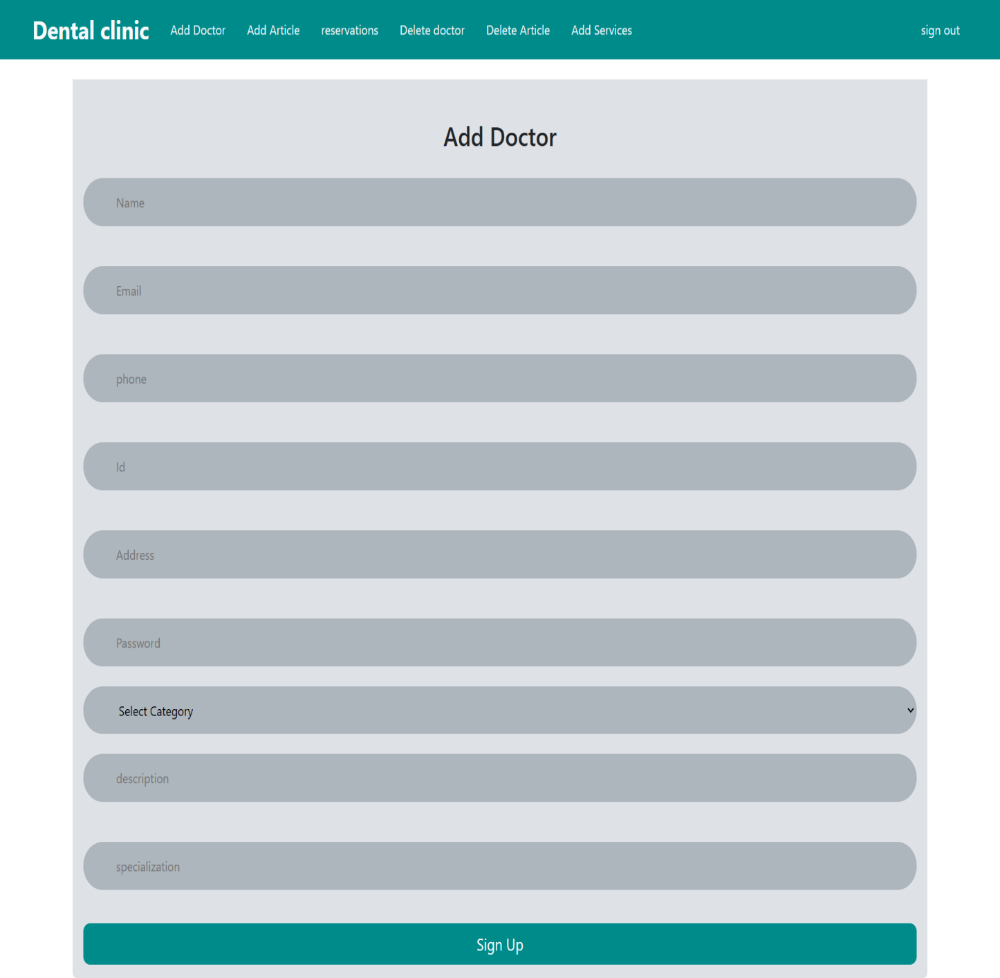 Dental clinic Add Doctor Add Article reservations Delete doctor Delete Article Add Services sign out
Add Doctor
Name
Email
phone
Id
Address
Password
Select Category
description
specialization
Sign Up